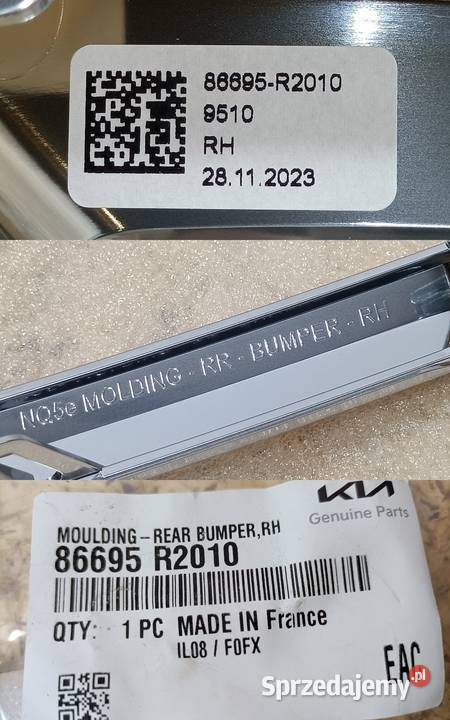 86695-R2010
9510
RH
28.11.2023
NQ5e MOLDING - RR - BUMPER - RH
KIA
Genuine Parts
MOULDING-REAR BUMPER,RH
86695 R2010
QTY: 1 PC MADE IN France
IL08 / F0FX
EAC
Sprzedajemy.pl